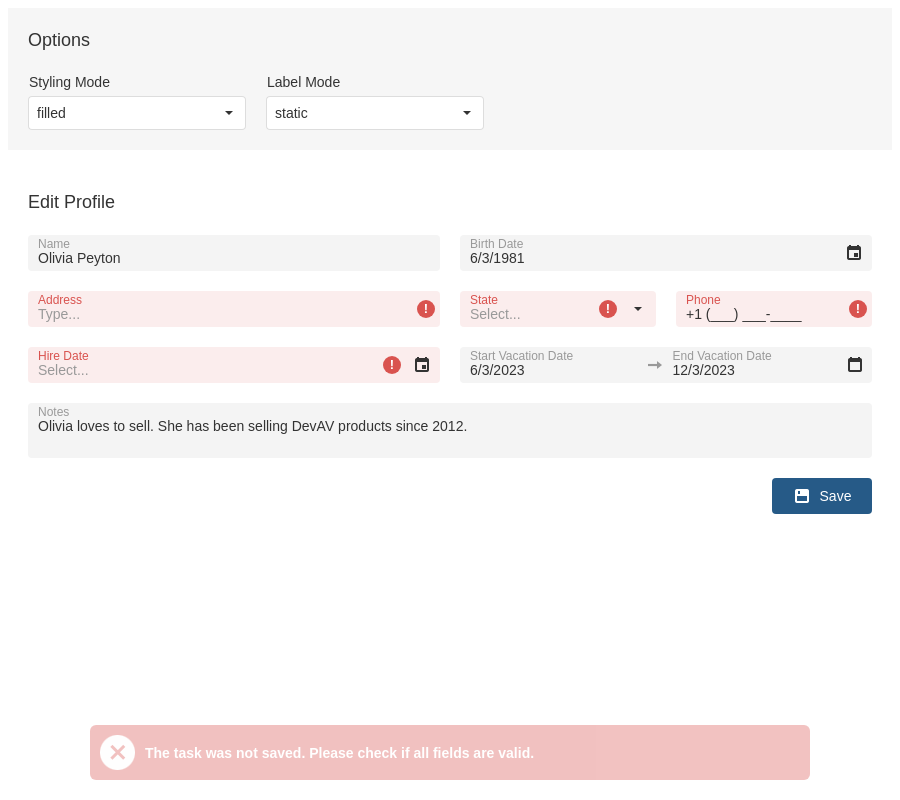 Options
Styling Mode
Label Mode
filled
static
Edit Profile
Name
Olivia Peyton
Birth Date
6/3/1981
Address
Type...
State
Select...
Phone
+1 (___) ___-____
Hire Date
Select...
Start Vacation Date
6/3/2023
End Vacation Date
12/3/2023
Notes
Olivia loves to sell. She has been selling DevAV products since 2012.
Save
The task was not saved. Please check if all fields are valid.